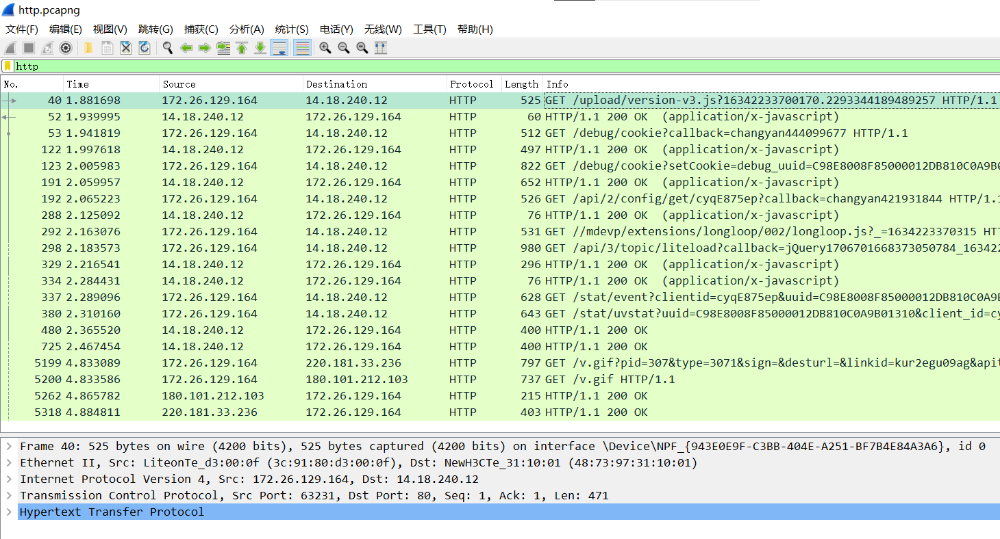 http.pcapng
文件(F) 编辑(E) 视图(V) 跳转(G) 捕获(C) 分析(A) 统计(S) 电话(Y) 无线(W) 工具(T) 帮助(H)
http
No. Time Source Destination Protocol Length Info
40 1.881698 172.26.129.164 14.18.240.12 HTTP 525 GET /upload/version-v3.js?16342233700170.2293344189489257 HTTP/1.1
52 1.939995 14.18.240.12 172.26.129.164 HTTP 60 HTTP/1.1 200 OK (application/x-javascript)
53 1.941819 172.26.129.164 14.18.240.12 HTTP 512 GET /debug/cookie?callback=changyan444099677 HTTP/1.1
122 1.997618 14.18.240.12 172.26.129.164 HTTP 497 HTTP/1.1 200 OK (application/x-javascript)
123 2.005983 172.26.129.164 14.18.240.12 HTTP 822 GET /debug/cookie?setCookie=debug_uuid=C98E8008F85000012DB810C0A9B0
191 2.059957 14.18.240.12 172.26.129.164 HTTP 652 HTTP/1.1 200 OK (application/x-javascript)
192 2.065223 172.26.129.164 14.18.240.12 HTTP 526 GET /api/2/config/get/cyqE875ep?callback=changyan421931844 HTTP/1.1
288 2.125092 14.18.240.12 172.26.129.164 HTTP 76 HTTP/1.1 200 OK (application/x-javascript)
292 2.163076 172.26.129.164 14.18.240.12 HTTP 531 GET //mdevp/extensions/longloop/002/longloop.js?_=1634223370315 HTT
298 2.183573 172.26.129.164 14.18.240.12 HTTP 980 GET /api/3/topic/liteload?callback=jQuery1706701668373050784_163422
329 2.216541 14.18.240.12 172.26.129.164 HTTP 296 HTTP/1.1 200 OK (application/x-javascript)
334 2.284431 14.18.240.12 172.26.129.164 HTTP 76 HTTP/1.1 200 OK (application/x-javascript)
337 2.289096 172.26.129.164 14.18.240.12 HTTP 628 GET /stat/event?clientid=cyqE875ep&uuid=C98E8008F85000012DB810C0A9B
380 2.310160 172.26.129.164 14.18.240.12 HTTP 643 GET /stat/uvstat?uuid=C98E8008F85000012DB810C0A9B01310&client_id=cy
480 2.365520 14.18.240.12 172.26.129.164 HTTP 400 HTTP/1.1 200 OK
725 2.467454 14.18.240.12 172.26.129.164 HTTP 400 HTTP/1.1 200 OK
5199 4.833089 172.26.129.164 220.181.33.236 HTTP 797 GET /v.gif?pid=307&type=3071&sign=&desturl=&linkid=kur2egu09ag&apit
5200 4.833586 172.26.129.164 180.101.212.103 HTTP 737 GET /v.gif HTTP/1.1
5262 4.865782 180.101.212.103 172.26.129.164 HTTP 215 HTTP/1.1 200 OK
5318 4.884811 220.181.33.236 172.26.129.164 HTTP 403 HTTP/1.1 200 OK
Frame 40: 525 bytes on wire (4200 bits), 525 bytes captured (4200 bits) on interface \Device\NPF_{943E0E9F-C3BB-404E-A251-BF7B4E84A3A6}, id 0
Ethernet II, Src: LiteonTe_d3:00:0f (3c:91:80:d3:00:0f), Dst: NewH3CTe_31:10:01 (48:73:97:31:10:01)
Internet Protocol Version 4, Src: 172.26.129.164, Dst: 14.18.240.12
Transmission Control Protocol, Src Port: 63231, Dst Port: 80, Seq: 1, Ack: 1, Len: 471
Hypertext Transfer Protocol